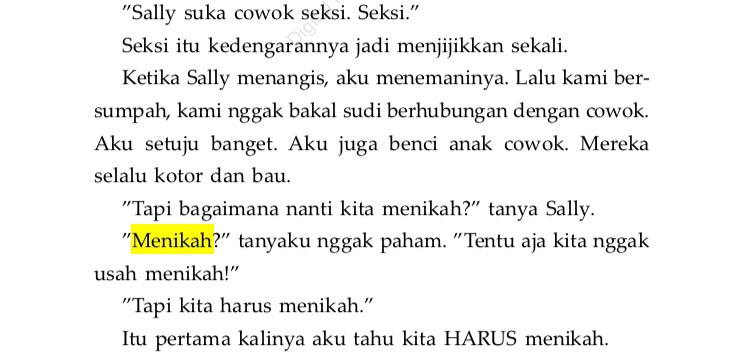 ”Sally suka cowok seksi. Seksi.”
Seksi itu kedengarannya jadi menjijikkan sekali.
Ketika Sally menangis, aku menemaninya. Lalu kami ber-
sumpah, kami nggak bakal sudi berhubungan dengan cowok.
Aku setuju banget. Aku juga benci anak cowok. Mereka
selalu kotor dan bau.
”Tapi bagaimana nanti kita menikah?” tanya Sally.
”Menikah?” tanyaku nggak paham. ”Tentu aja kita nggak
usah menikah!”
”Tapi kita harus menikah.”
Itu pertama kalinya aku tahu kita HARUS menikah.